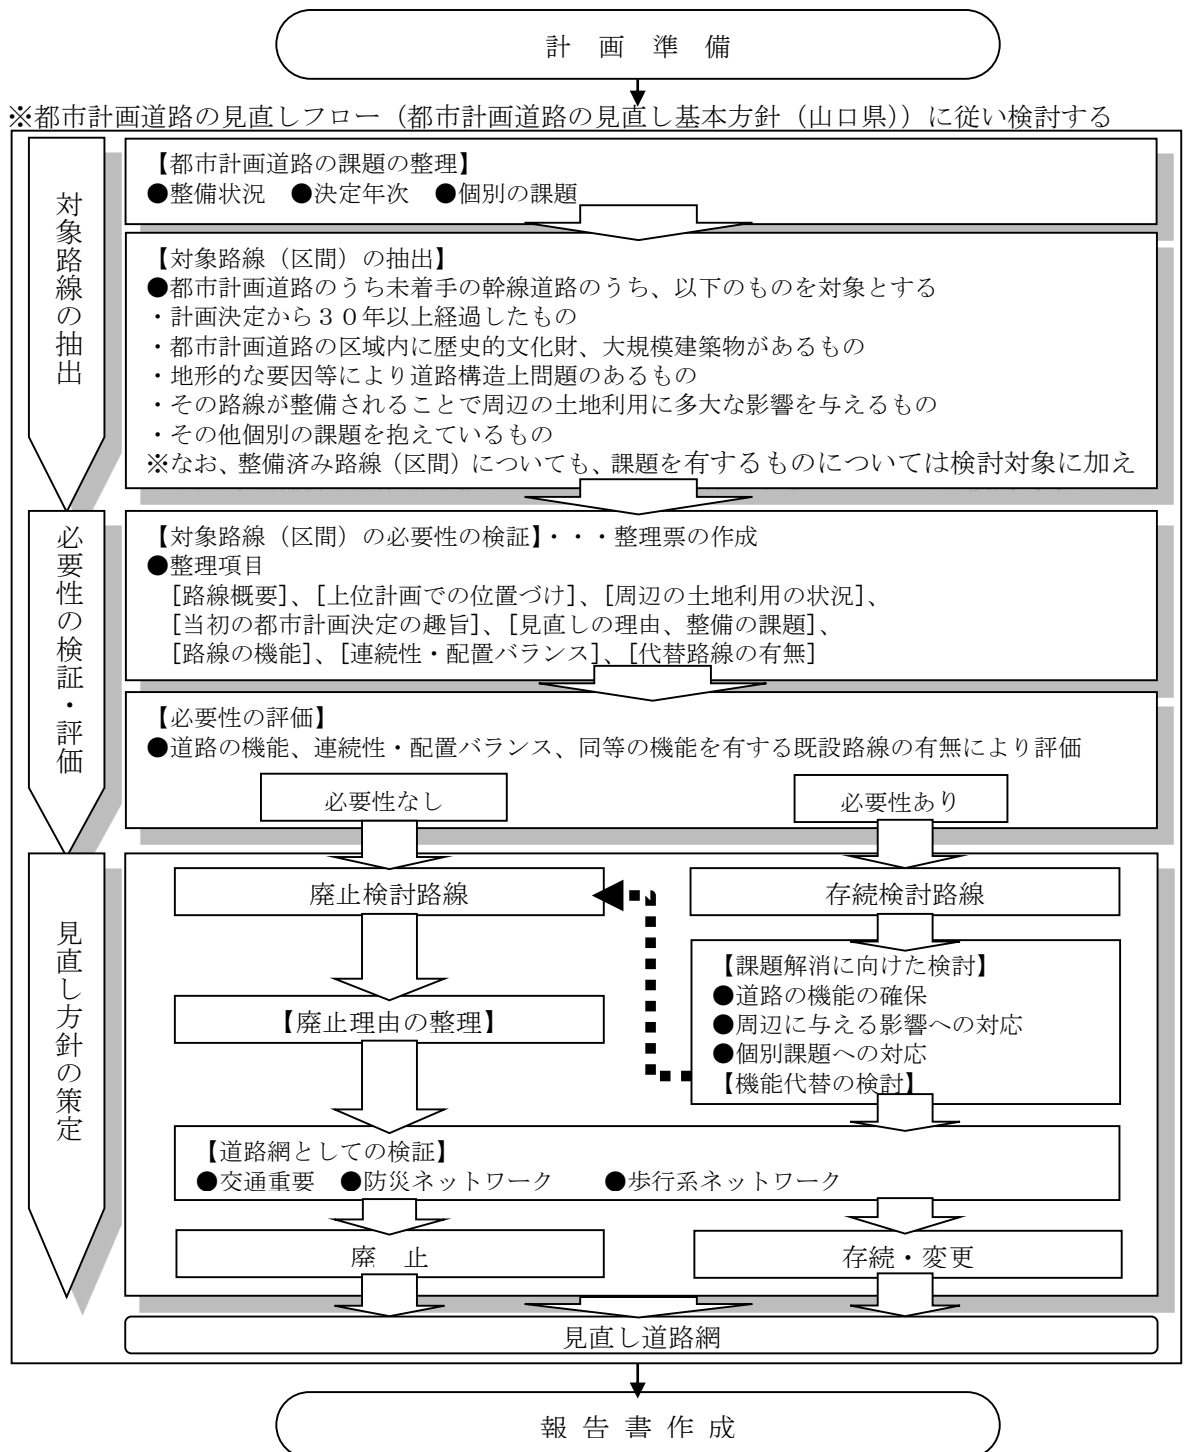 計 画 準 備
※都市計画道路の見直しフロー（都市計画道路の見直し基本方針（山口県））に従い検討する
対象路線の抽出
【都市計画道路の課題の整理】
●整備状況　●決定年次　●個別の課題
【対象路線（区間）の抽出】
●都市計画道路のうち未着手の幹線道路のうち、以下のものを対象とする
・計画決定から３０年以上経過したもの
・都市計画道路の区域内に歴史的文化財、大規模建築物があるもの
・地形的な要因等により道路構造上問題のあるもの
・その路線が整備されることで周辺の土地利用に多大な影響を与えるもの
・その他個別の課題を抱えているもの
※なお、整備済み路線（区間）についても、課題を有するものについては検討対象に加え
必要性の検証・評価
【対象路線（区間）の必要性の検証】・・・整理票の作成
●整理項目
［路線概要］、［上位計画での位置づけ］、［周辺の土地利用の状況］、
［当初の都市計画決定の趣旨］、［見直しの理由、整備の課題］、
［路線の機能］、［連続性・配置バランス］、［代替路線の有無］
【必要性の評価】
●道路の機能、連続性・配置バランス、同等の機能を有する既設路線の有無により評価
必要性なし
必要性あり
見直し方針の策定
廃止検討路線
存続検討路線
【課題解消に向けた検討】
●道路の機能の確保
●周辺に与える影響への対応
●個別課題への対応
【機能代替の検討】
【廃止理由の整理】
【道路網としての検証】
●交通重要　●防災ネットワーク　●歩行系ネットワーク
廃　止
存続・変更
見直し道路網
報 告 書 作 成